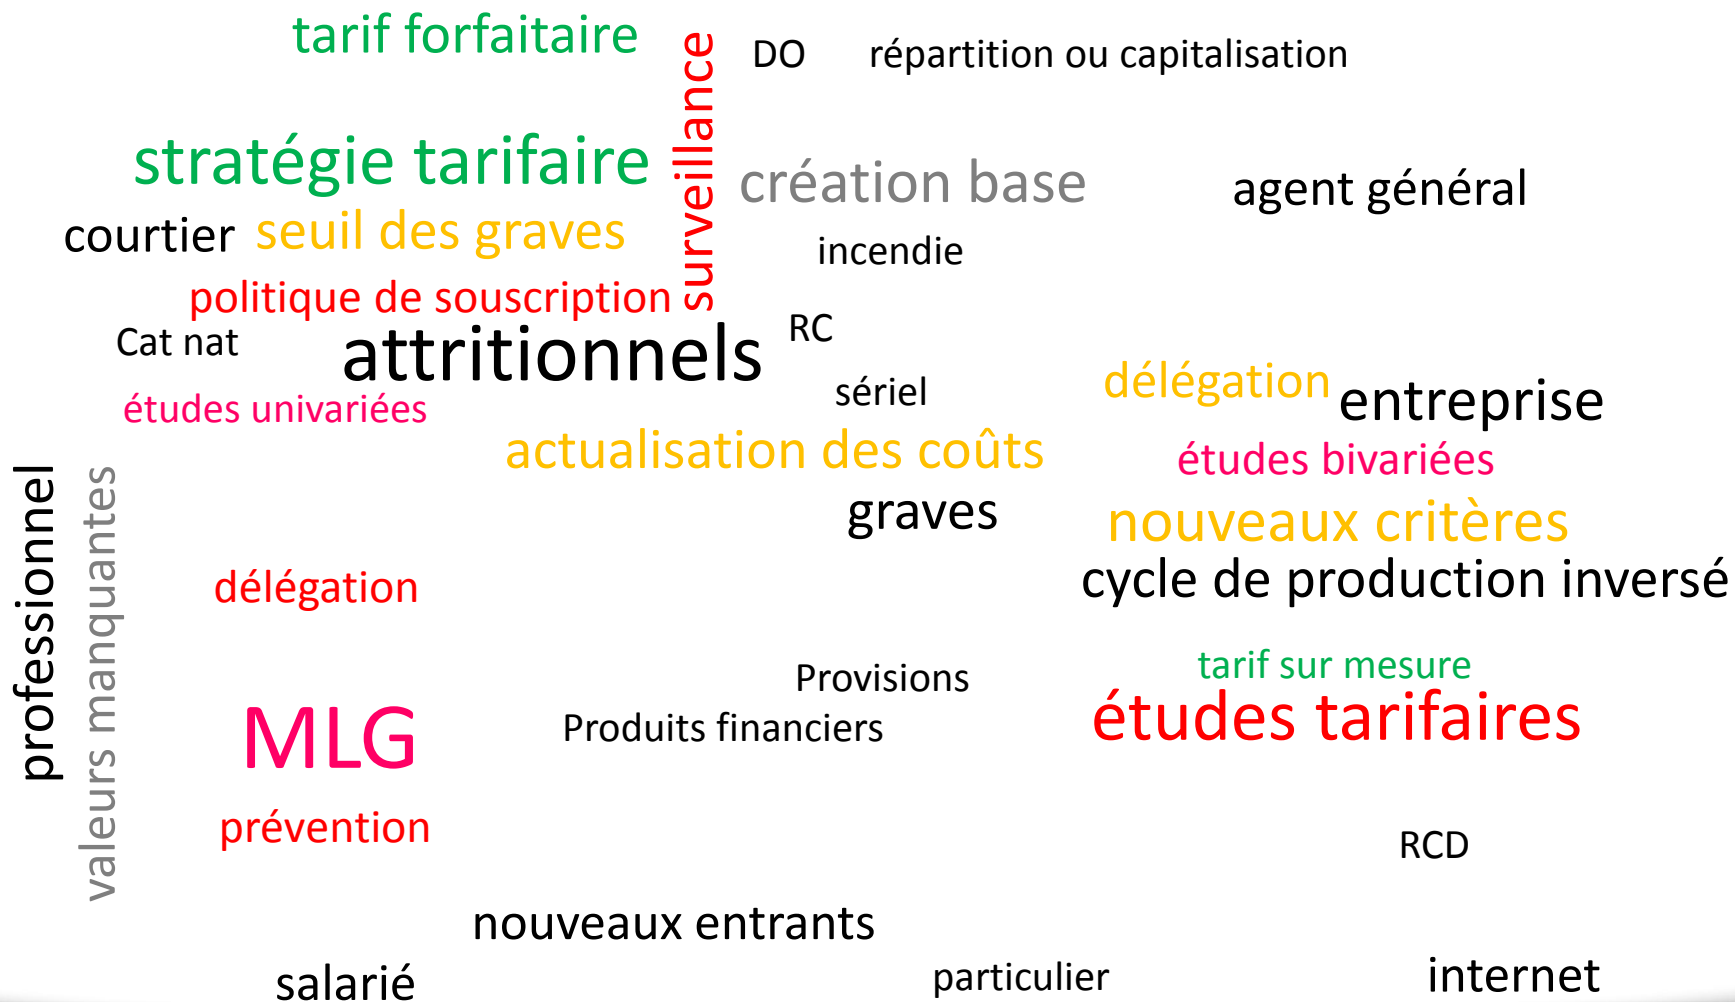 tarif forfaitaire
surveillance
DO
répartition ou capitalisation
stratégie tarifaire
création base
agent général
courtier
seuil des graves
incendie
politique de souscription
Cat nat
attritionnels
RC
études univariées
sériel
délégation
entreprise
actualisation des coûts
études bivariées
professionnel
valeurs manquantes
graves
nouveaux critères
cycle de production inversé
délégation
Provisions
tarif sur mesure
MLG
Produits financiers
études tarifaires
prévention
RCD
nouveaux entrants
salarié
particulier
internet